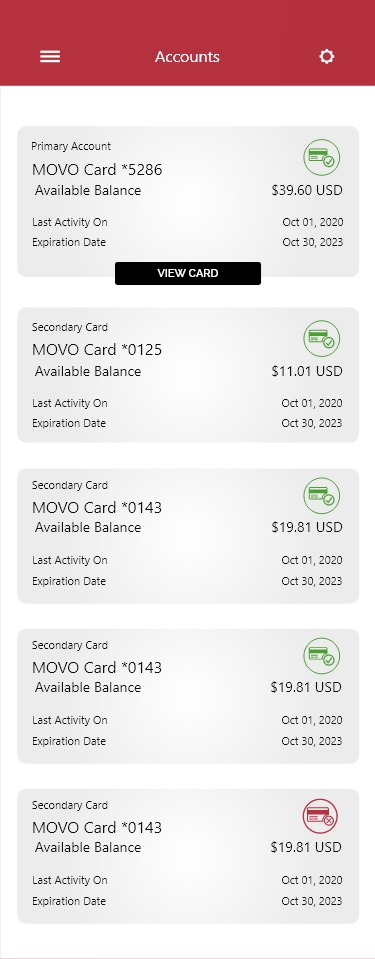 Accounts
Primary Account
MOVO Card *5286
Available Balance $39.60 USD
Last Activity On Oct 01, 2020
Expiration Date Oct 30, 2023
VIEW CARD
Secondary Card
MOVO Card *0125
Available Balance $11.01 USD
Last Activity On Oct 01, 2020
Expiration Date Oct 30, 2023
Secondary Card
MOVO Card *0143
Available Balance $19.81 USD
Last Activity On Oct 01, 2020
Expiration Date Oct 30, 2023
Secondary Card
MOVO Card *0143
Available Balance $19.81 USD
Last Activity On Oct 01, 2020
Expiration Date Oct 30, 2023
Secondary Card
MOVO Card *0143
Available Balance $19.81 USD
Last Activity On Oct 01, 2020
Expiration Date Oct 30, 2023